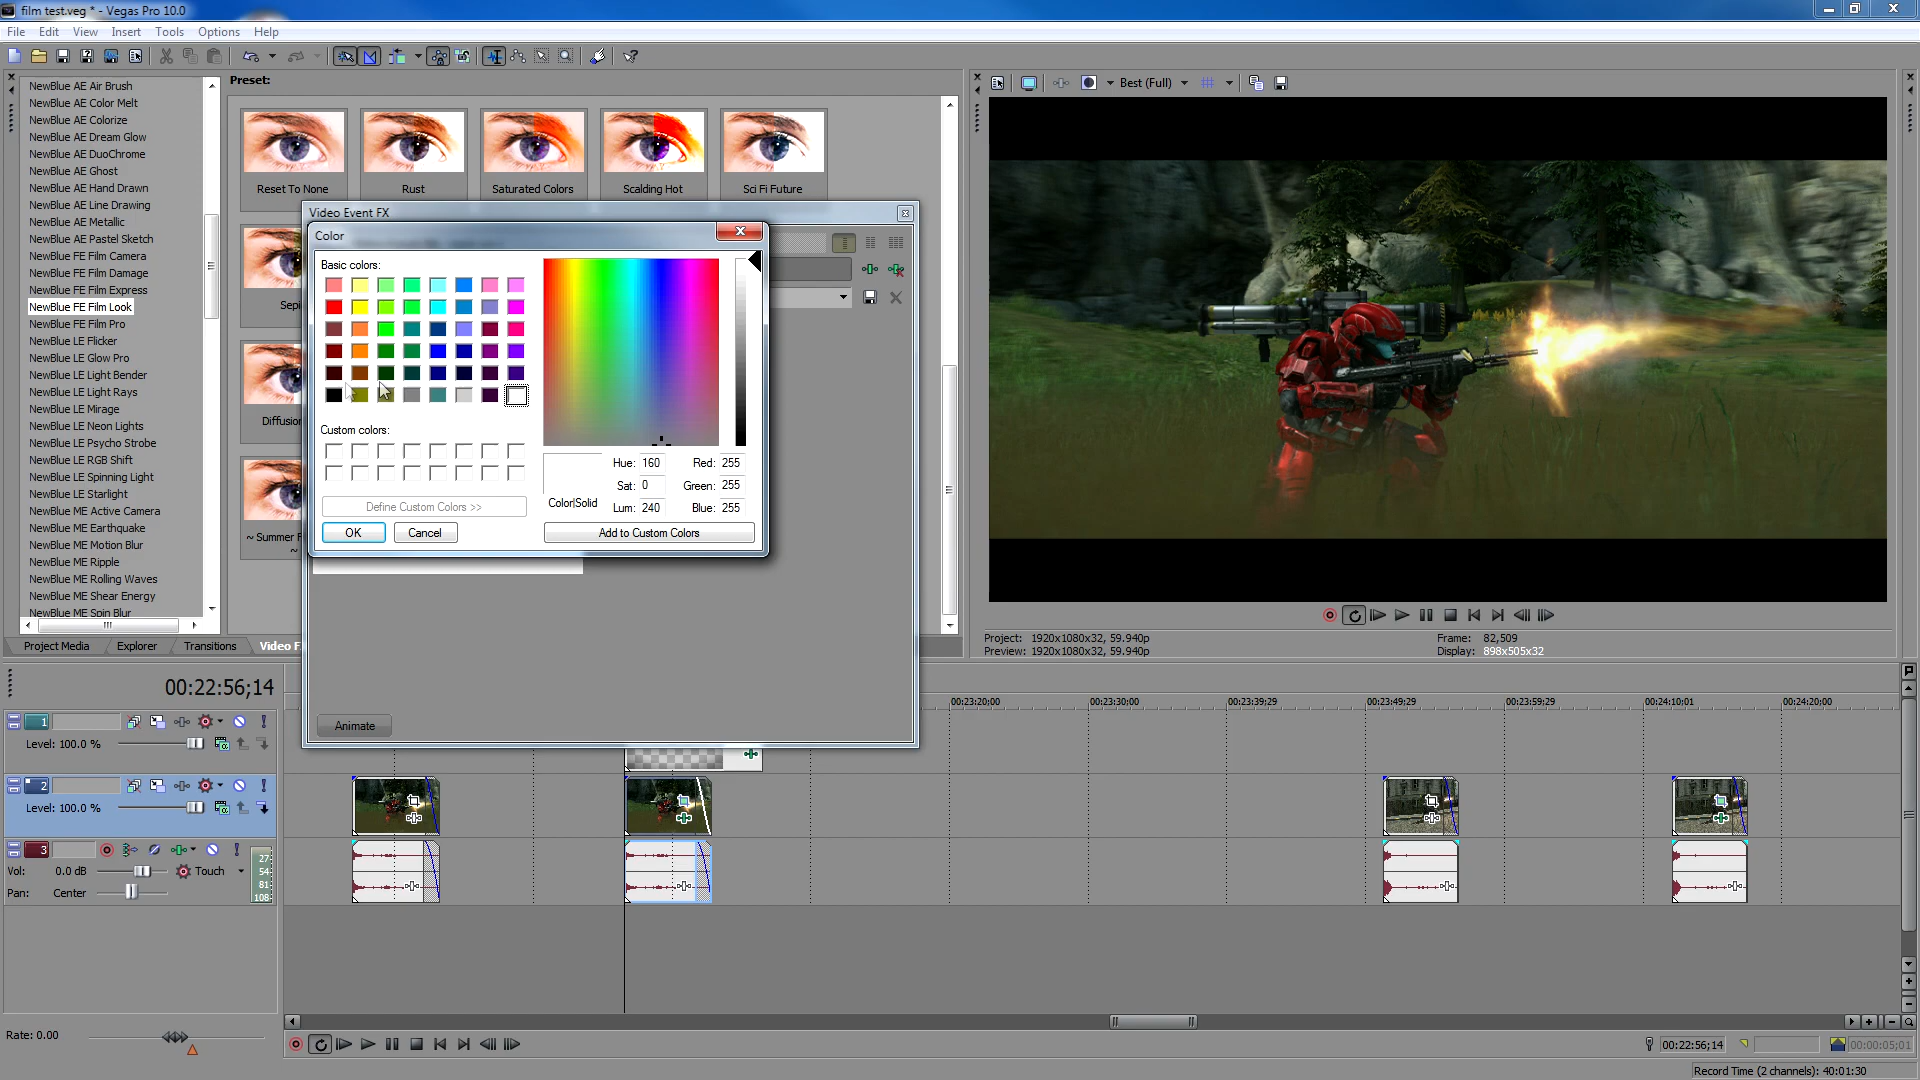 film test.veg * - Vegas Pro 10.0
File Edit View Insert Tools Options Help
NewBlue AE Air Brush
NewBlue AE Color Melt
NewBlue AE Colorize
NewBlue AE Dream Glow
NewBlue AE DuoChrome
NewBlue AE Ghost
NewBlue AE Hand Drawn
NewBlue AE Line Drawing
NewBlue AE Metallic
NewBlue AE Pastel Sketch
NewBlue FE Film Camera
NewBlue FE Film Damage
NewBlue FE Film Express
NewBlue FE Film Look
NewBlue FE Film Pro
NewBlue LE Flicker
NewBlue LE Glow Pro
NewBlue LE Light Bender
NewBlue LE Light Rays
NewBlue LE Mirage
NewBlue LE Neon Lights
NewBlue LE Psycho Strobe
NewBlue LE RGB Shift
NewBlue LE Spinning Light
NewBlue LE Starlight
NewBlue ME Active Camera
NewBlue ME Earthquake
NewBlue ME Motion Blur
NewBlue ME Ripple
NewBlue ME Rolling Waves
NewBlue ME Shear Energy
NewBlue ME Spin Blur
Project Media Explorer Transitions Video F
Preset:
Reset To None Rust Saturated Colors Scalding Hot Sci Fi Future
Sepi
Diffusion
~ Summer F
~
Video Event FX
Color
Basic colors:
Custom colors:
Define Custom Colors >>
OK Cancel
Color|Solid
Hue: 160 Red: 255
Sat: 0 Green: 255
Lum: 240 Blue: 255
Add to Custom Colors
Animate
Best (Full)
Project: 1920x1080x32, 59.940p
Preview: 1920x1080x32, 59.940p
Frame: 82,509
Display: 898x505x32
00:22:56;14
00:23:20;00 00:23:30;00 00:23:39;29 00:23:49;29 00:23:59;29 00:24:10;01 00:24:20;00
1
Level: 100.0 %
2
Level: 100.0 %
3
Vol: 0.0 dB Touch
Pan: Center
27
54
81
108
Rate: 0.00
00:22:56;14
00:00:05;01
Record Time (2 channels): 40:01:30